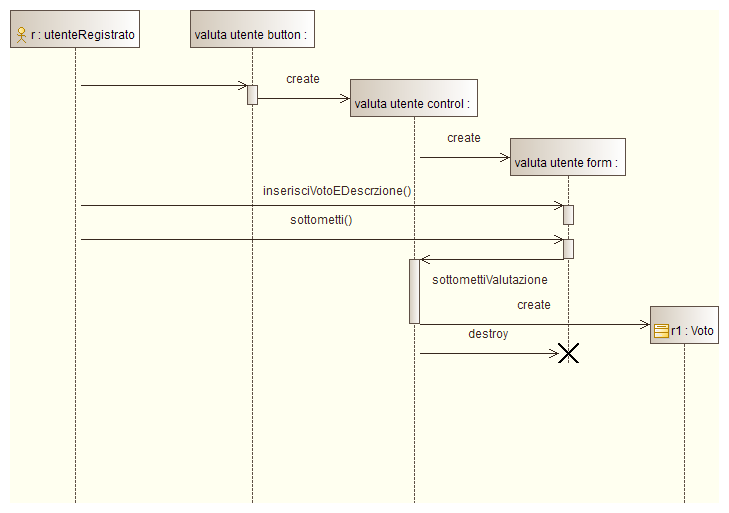 r : utenteRegistrato
valuta utente button :
create
valuta utente control :
create
valuta utente form :
inserisciVotoEDescrzione()
sottometti()
sottomettiValutazione
create
r1 : Voto
destroy